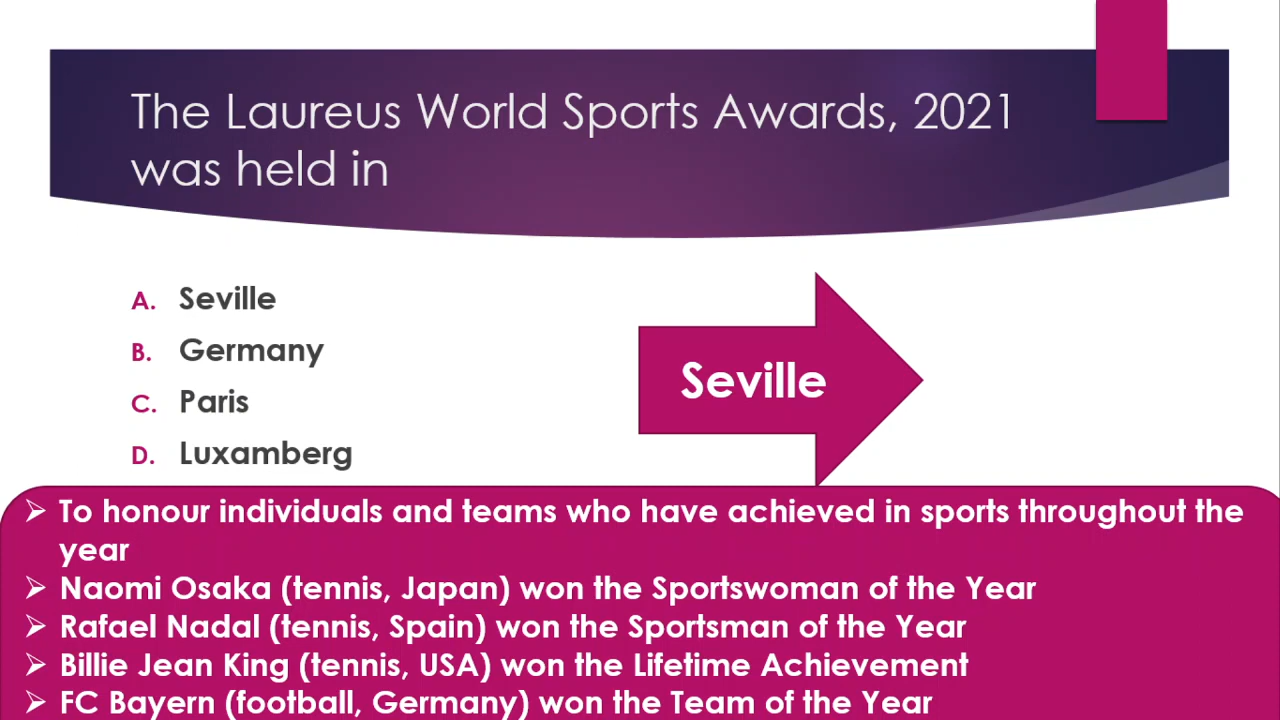 The Laureus World Sports Awards, 2021
was held in
A. Seville
B. Germany
C. Paris
D. Luxamberg
Seville
➢ To honour individuals and teams who have achieved in sports throughout the
year
➢ Naomi Osaka (tennis, Japan) won the Sportswoman of the Year
➢ Rafael Nadal (tennis, Spain) won the Sportsman of the Year
➢ Billie Jean King (tennis, USA) won the Lifetime Achievement
➢ FC Bayern (football, Germany) won the Team of the Year